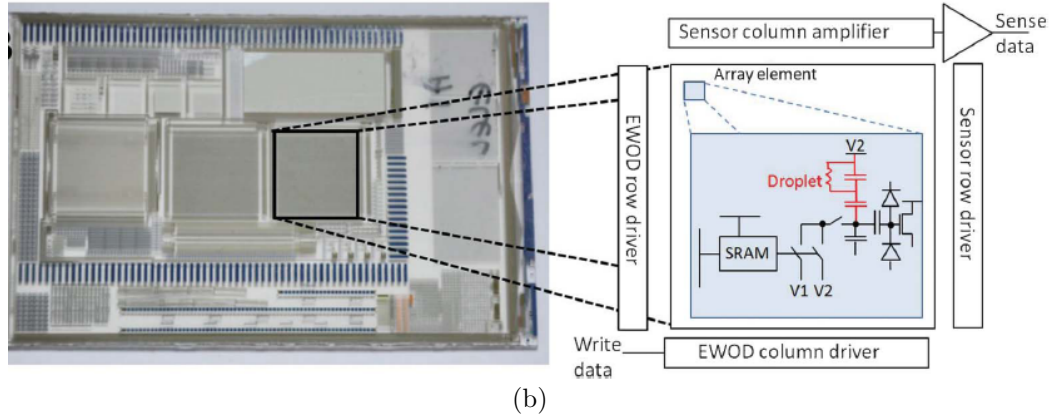 Sensor column amplifier
Sense
data
Array element
EWOD row driver
V2
Droplet
SRAM
V1 V2
Sensor row driver
Write
data
EWOD column driver
(b)